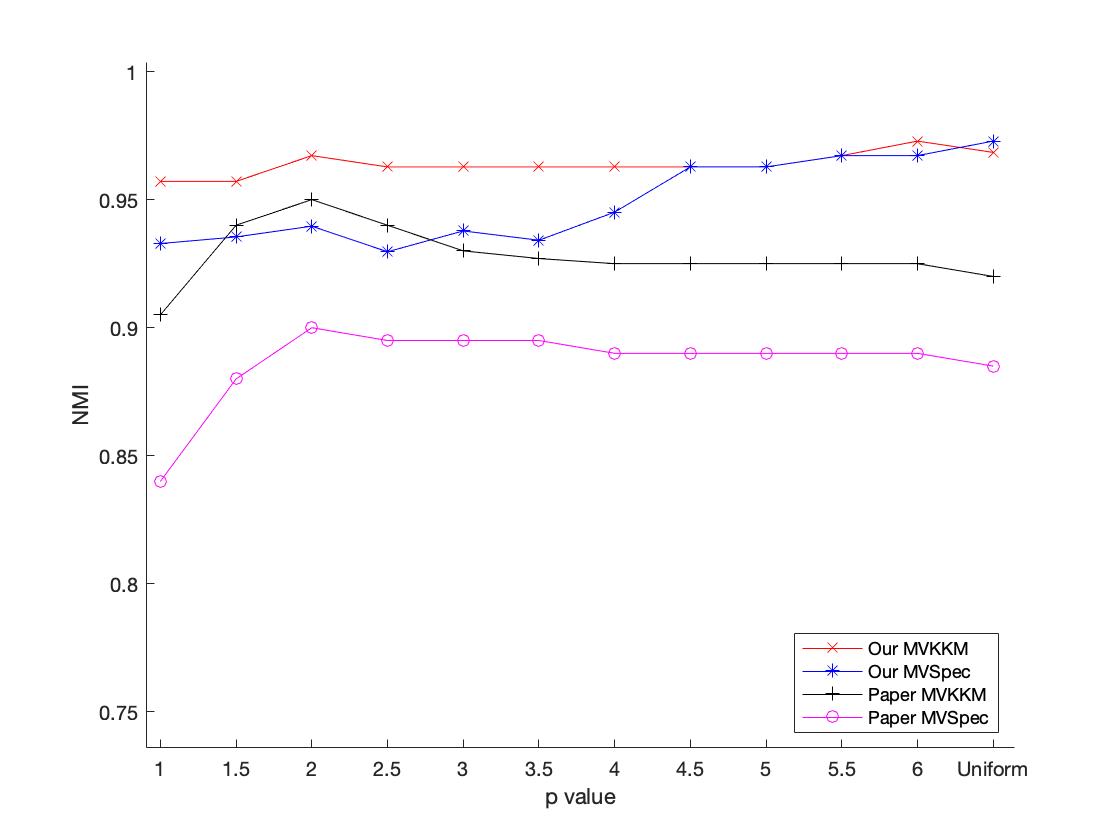 1
0.95
0.9
0.85
0.8
0.75
NMI
1 1.5 2 2.5 3 3.5 4 4.5 5 5.5 6 Uniform
p value
Our MVKKM
Our MVSpec
Paper MVKKM
Paper MVSpec